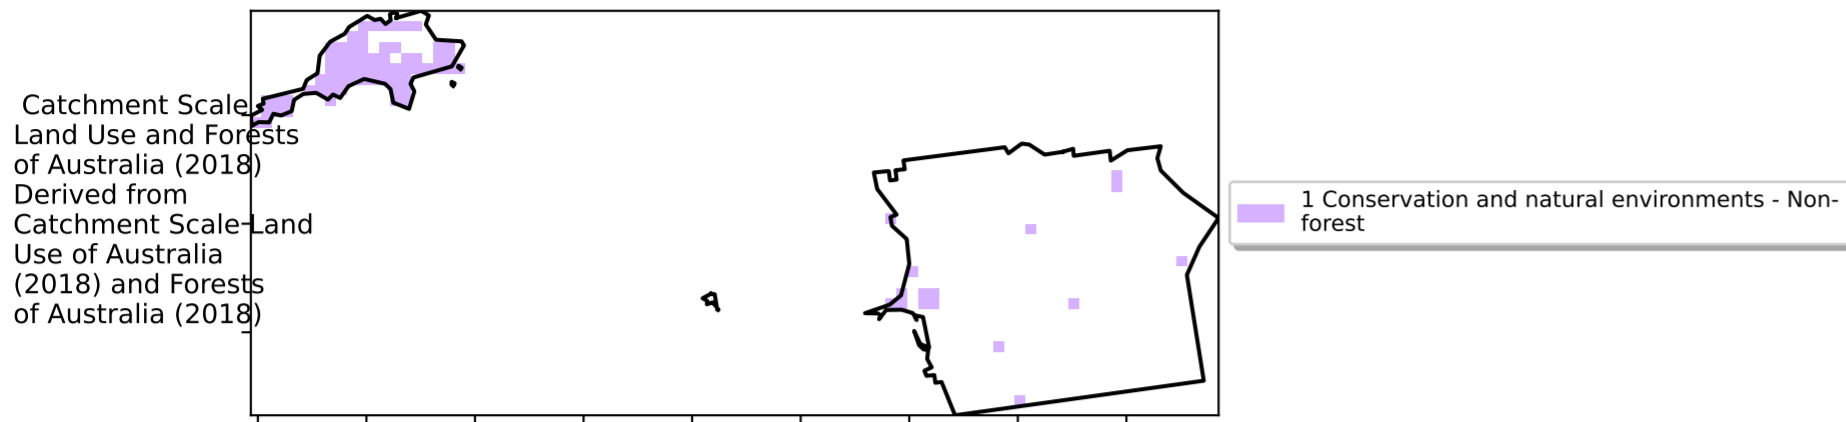 Catchment Scale
Land Use and Forests
of Australia (2018)
Derived from
Catchment Scale Land
Use of Australia
(2018) and Forests
of Australia (2018)
1 Conservation and natural environments - Non-
forest